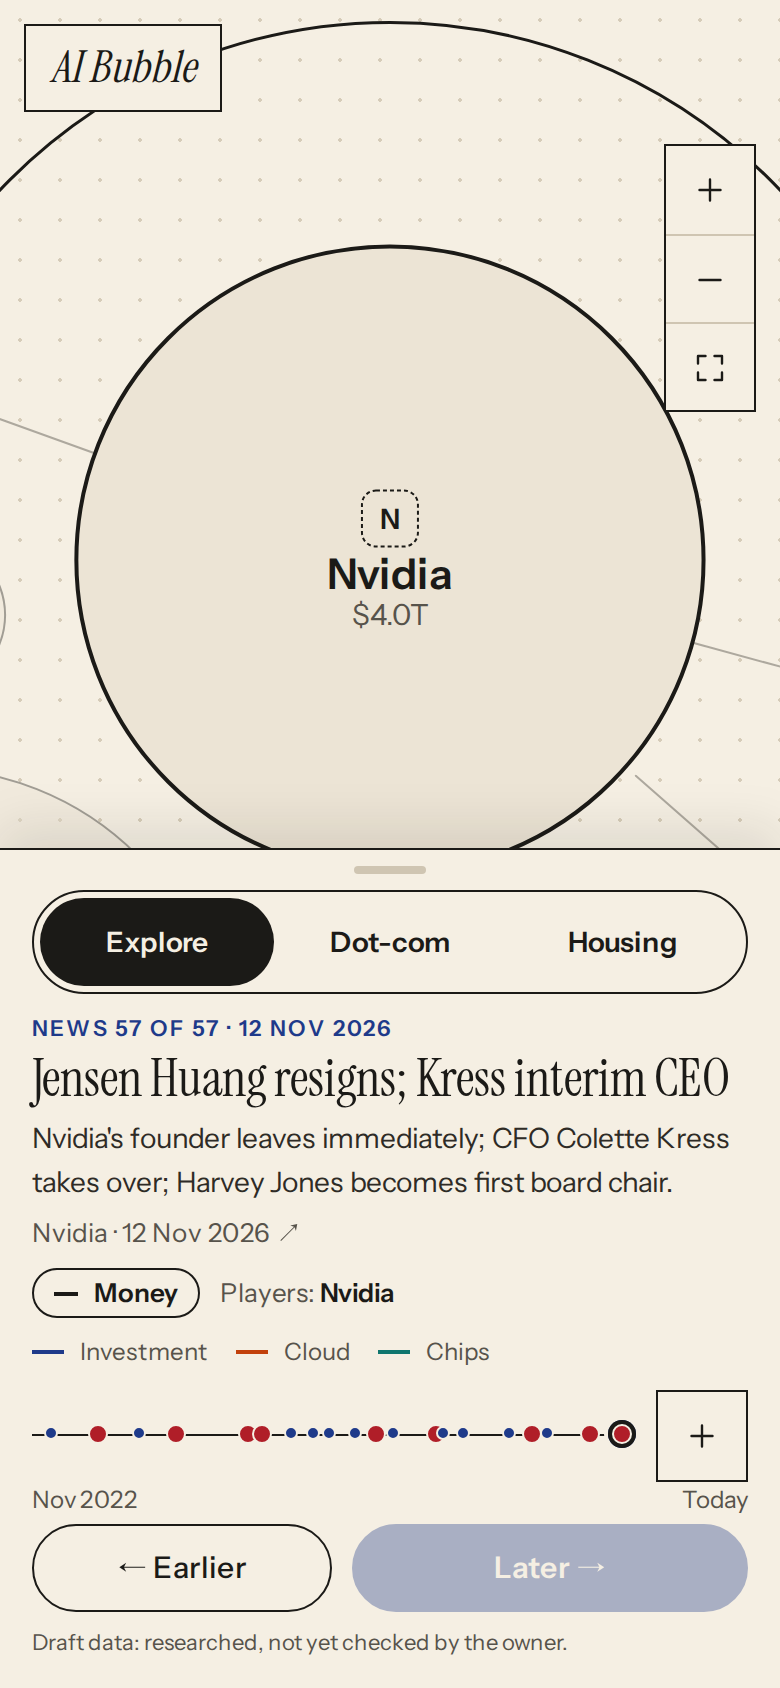 AI Bubble
N
Nvidia
$4.0T
Explore
Dot-com
Housing
NEWS 57 OF 57 · 12 NOV 2026
Jensen Huang resigns; Kress interim CEO
Nvidia's founder leaves immediately; CFO Colette Kress
takes over; Harvey Jones becomes first board chair.
Nvidia · 12 Nov 2026 ↗
Money
Players: Nvidia
Investment
Cloud
Chips
Nov 2022
Today
← Earlier
Later →
Draft data: researched, not yet checked by the owner.